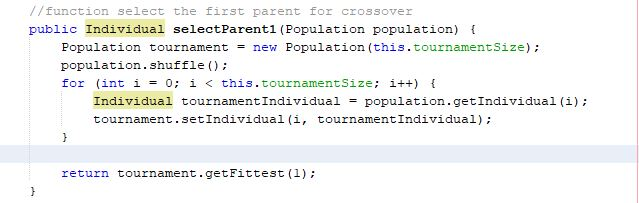 //function select the first parent for crossover
public Individual selectParent1(Population population) {
Population tournament = new Population(this.tournamentSize);
population.shuffle();
for (int i = 0; i < this.tournamentSize; i++) {
Individual tournamentIndividual = population.getIndividual(i);
tournament.setIndividual(i, tournamentIndividual);
}
return tournament.getFittest(1);
}